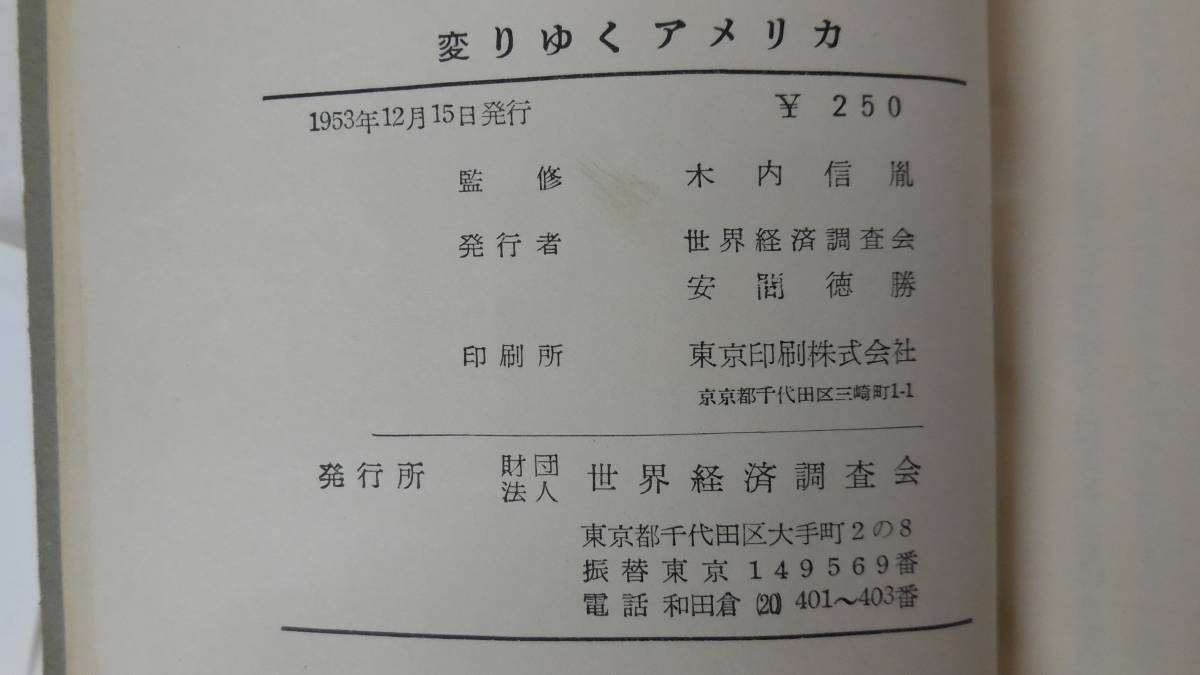 変りゆくアメリカ
1953年12月15日発行 ¥ 250
監修 木内信胤
発行者 世界経済調査会
安閤徳勝
印刷所 東京印刷株式会社
京京都千代田区三崎町1-1
発行所 財団法人 世界経済調査会
東京都千代田区大手町2の8
振替東京 149569番
電話 和田倉 (20) 401～403番